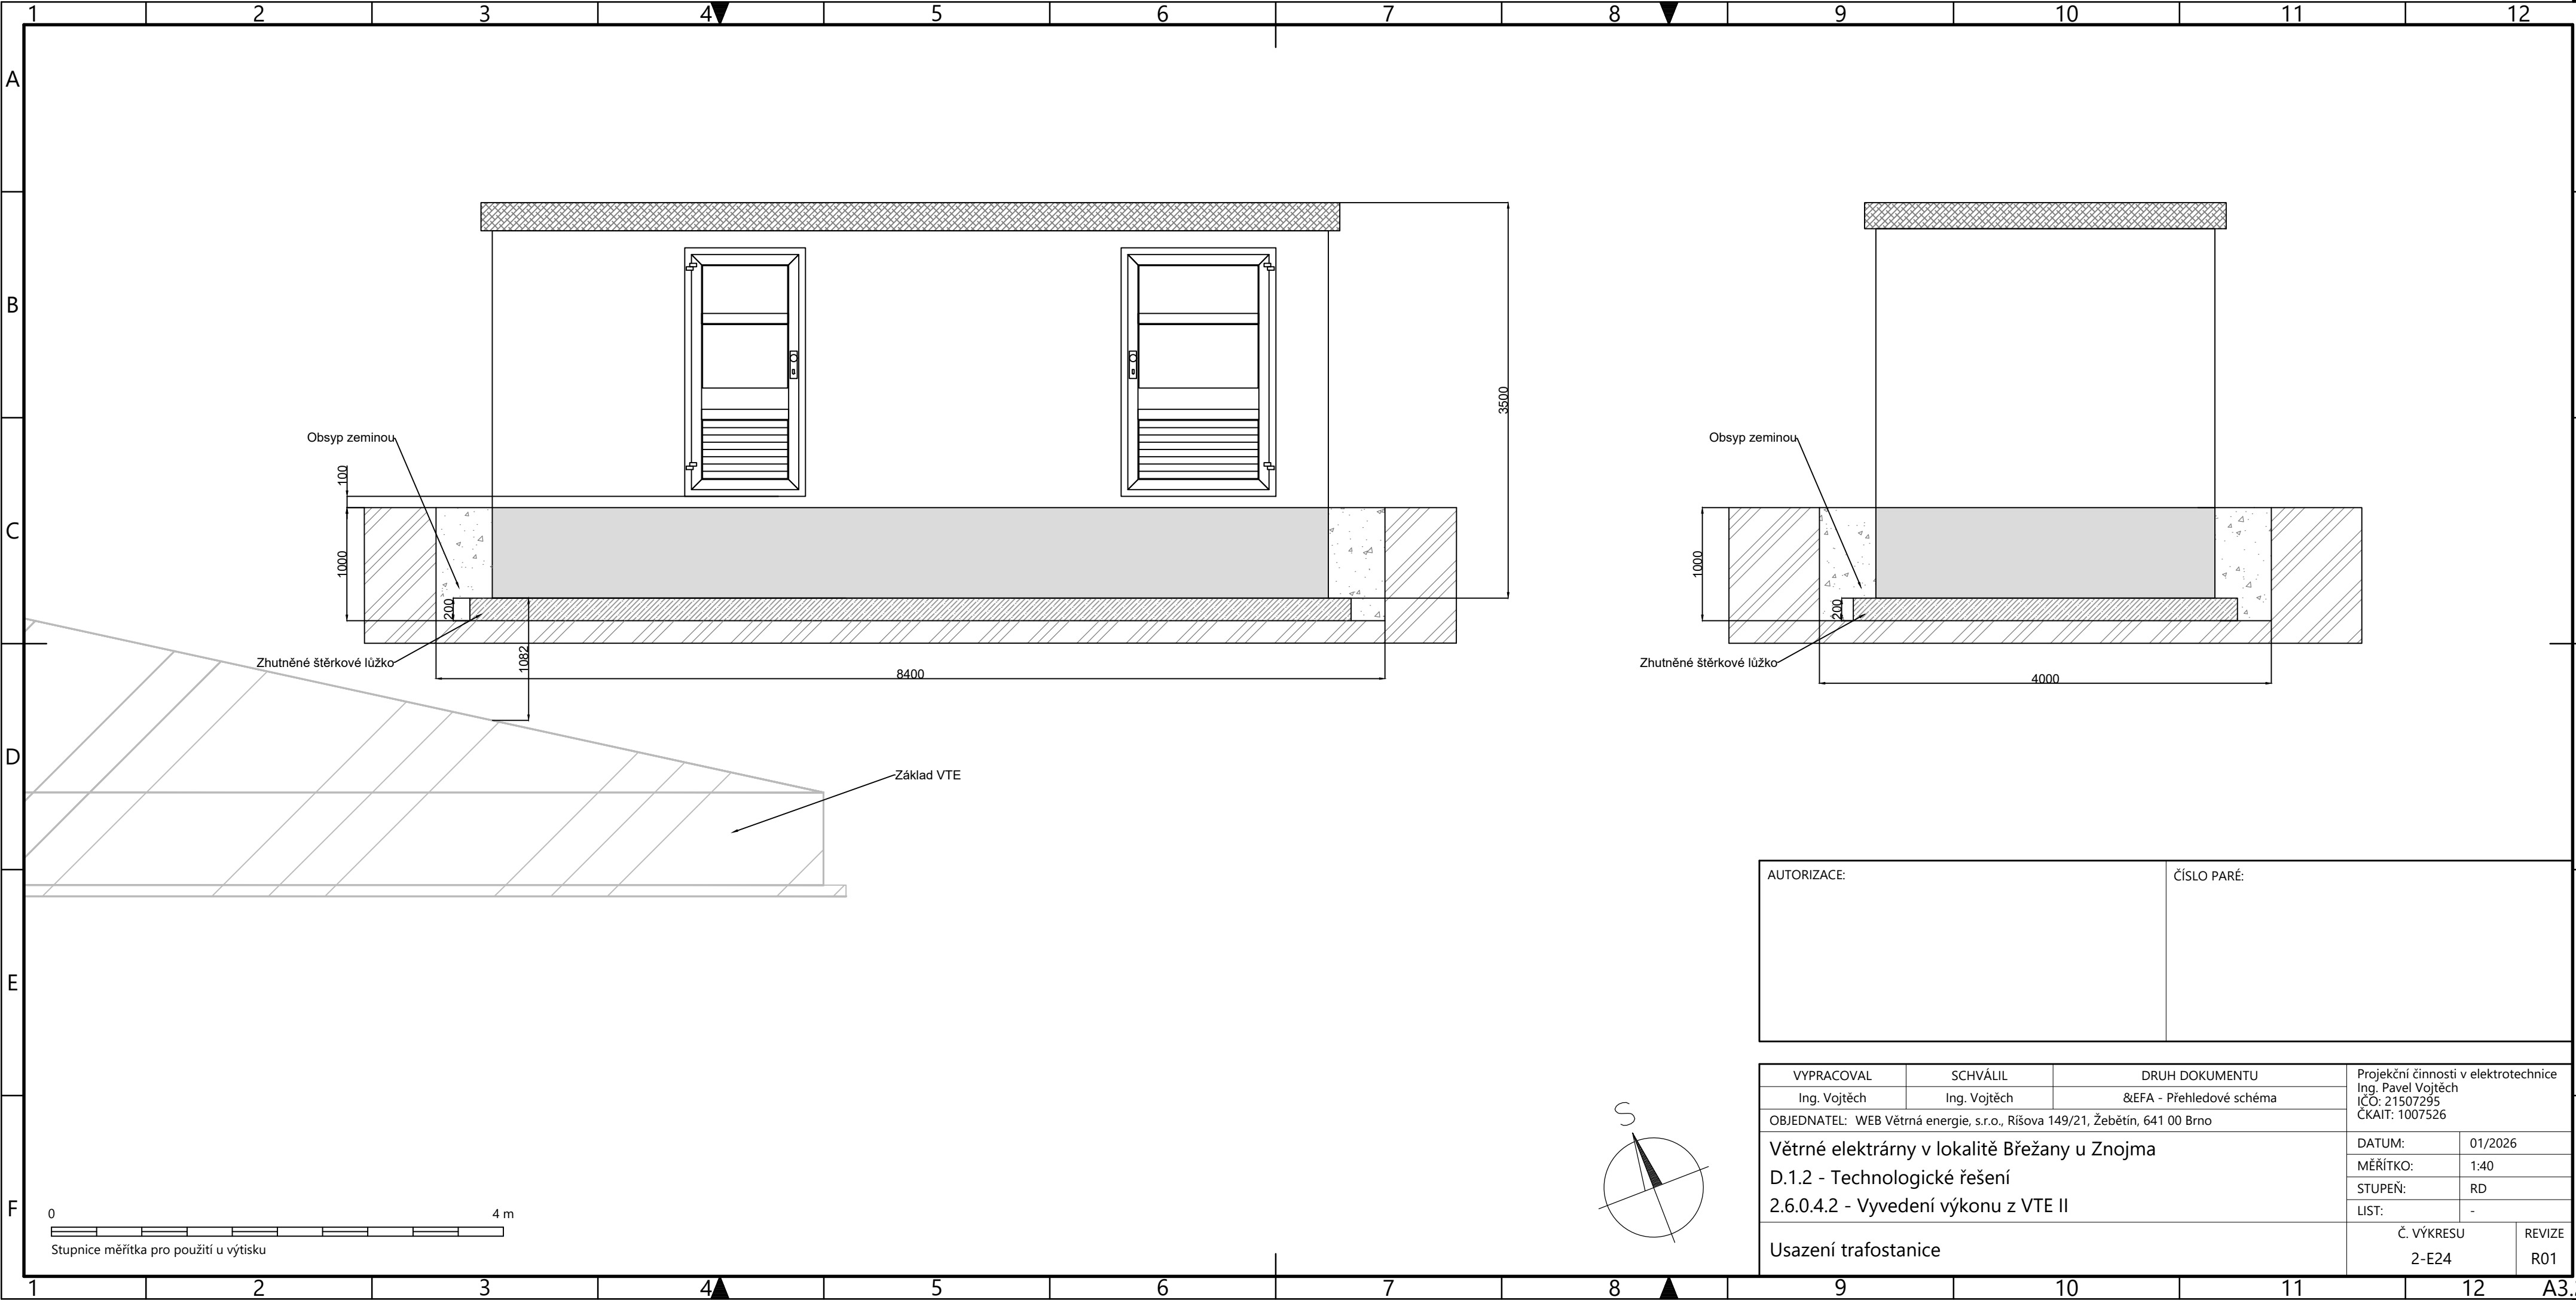 1 2 3 4 5 6 7 8 9 10 11 12
A
B
C
D
E
F
Obsyp zeminou
100
1000
200
Zhutněné štěrkové lůžko
1082
8400
3500
Základ VTE
Obsyp zeminou
1000
200
Zhutněné štěrkové lůžko
4000
AUTORIZACE:
ČÍSLO PARÉ:
S
VYPRACOVAL SCHVÁLIL DRUH DOKUMENTU
Ing. Vojtěch Ing. Vojtěch &EFA - Přehledové schéma
OBJEDNATEL: WEB Větrná energie, s.r.o., Ríšova 149/21, Žebětín, 641 00 Brno
Větrné elektrárny v lokalitě Břežany u Znojma
D.1.2 - Technologické řešení
2.6.0.4.2 - Vyvedení výkonu z VTE II
Usazení trafostanice
Projekční činnosti v elektrotechnice
Ing. Pavel Vojtěch
IČO: 21507295
ČKAIT: 1007526
DATUM: 01/2026
MĚŘÍTKO: 1:40
STUPEŇ: RD
LIST: -
Č. VÝKRESU REVIZE
2-E24 R01
0 4 m
Stupnice měřítka pro použití u výtisku
1 2 3 4 5 6 7 8 9 10 11 12 A3